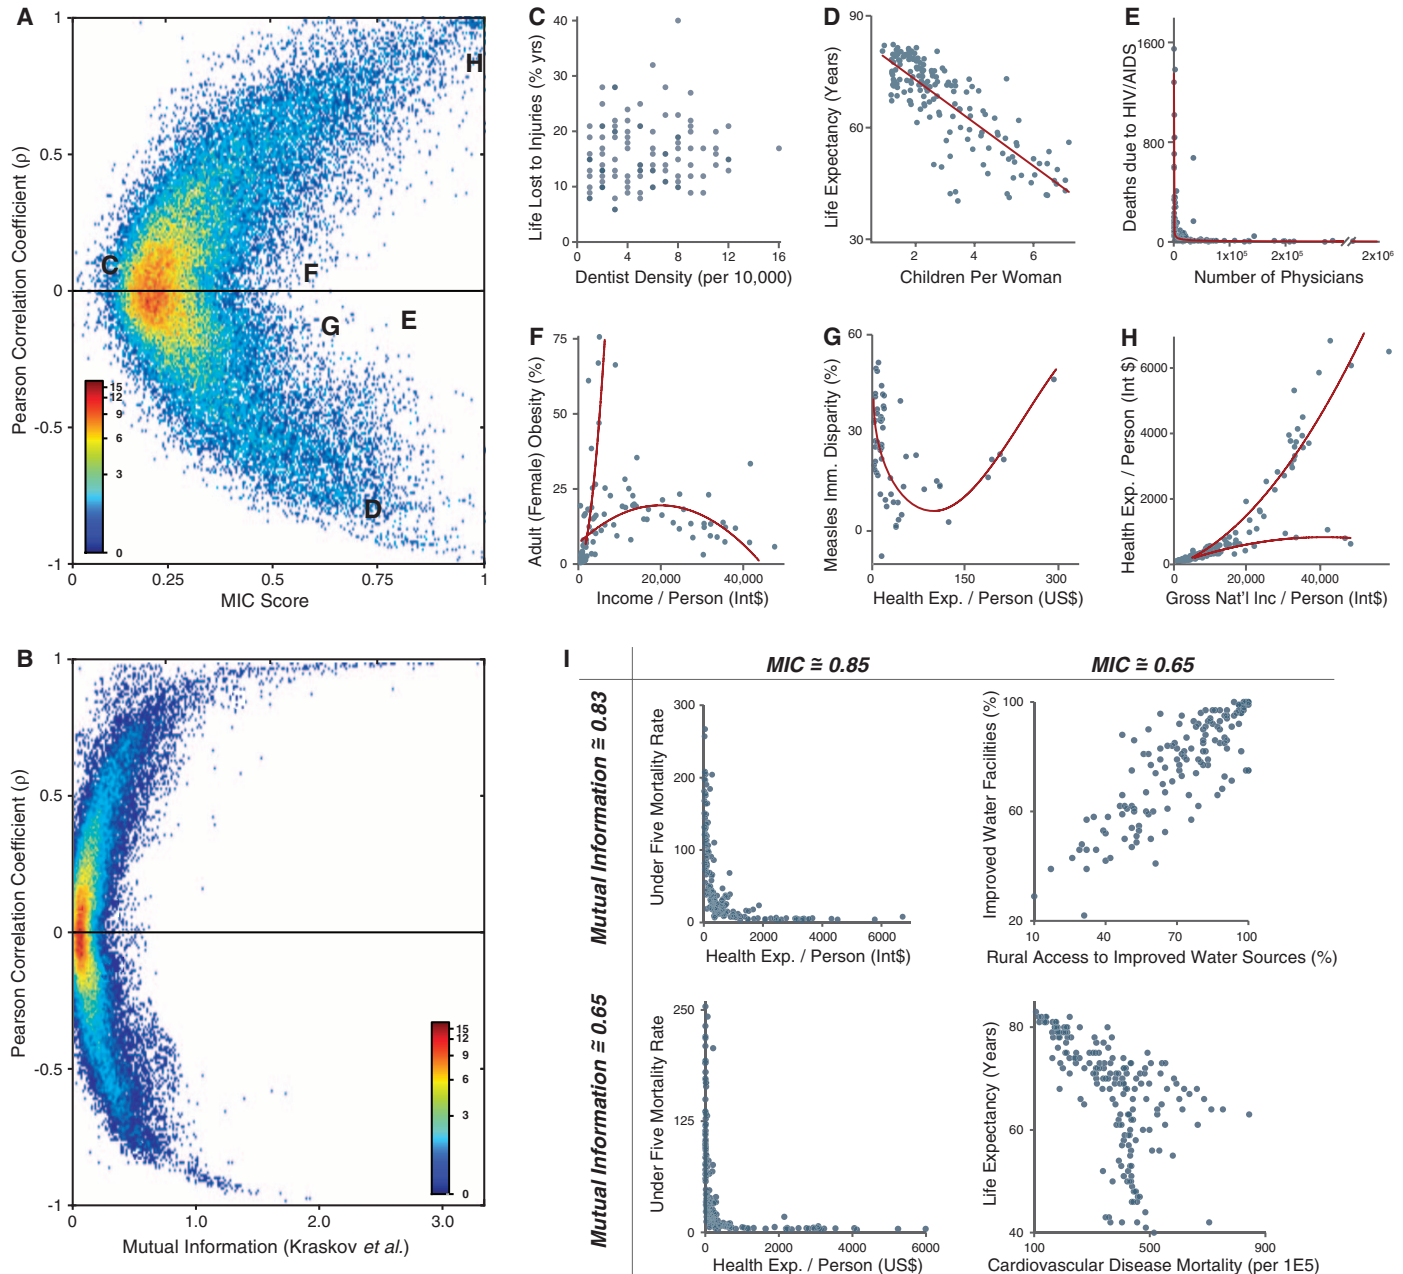 A
Pearson Correlation Coefficient (ρ)
1
0.5
0
-0.5
-1
C
F
G
E
D
H
15
12
9
6
3
0
0
0.25
0.5
0.75
1
MIC Score
B
Pearson Correlation Coefficient (ρ)
1
0.5
0
-0.5
-1
15
12
9
6
3
0
0
1.0
2.0
3.0
Mutual Information (Kraskov et al.)
C
Life Lost to Injuries (% yrs)
40
30
20
10
0
0
4
8
12
16
Dentist Density (per 10,000)
D
Life Expectancy (Years)
90
60
30
2
4
6
Children Per Woman
E
Deaths due to HIV/AIDS
1600
800
0
0
1x10⁵
2x10⁵
2x10⁶
Number of Physicians
F
Adult (Female) Obesity (%)
75
50
25
0
0
20,000
40,000
Income / Person (Int$)
G
Measles Imm. Disparity (%)
60
30
0
0
150
300
Health Exp. / Person (US$)
H
Health Exp. / Person (Int $)
6000
4000
2000
0
0
20,000
40,000
Gross Nat'l Inc / Person (Int$)
I
MIC ≅ 0.85
MIC ≅ 0.65
Mutual Information ≅ 0.83
Under Five Mortality Rate
300
200
100
0
0
2000
4000
6000
Health Exp. / Person (Int$)
Improved Water Facilities (%)
100
60
20
10
40
70
100
Rural Access to Improved Water Sources (%)
Mutual Information ≅ 0.65
Under Five Mortality Rate
250
125
0
0
2000
4000
6000
Health Exp. / Person (US$)
Life Expectancy (Years)
80
60
40
100
500
900
Cardiovascular Disease Mortality (per 1E5)